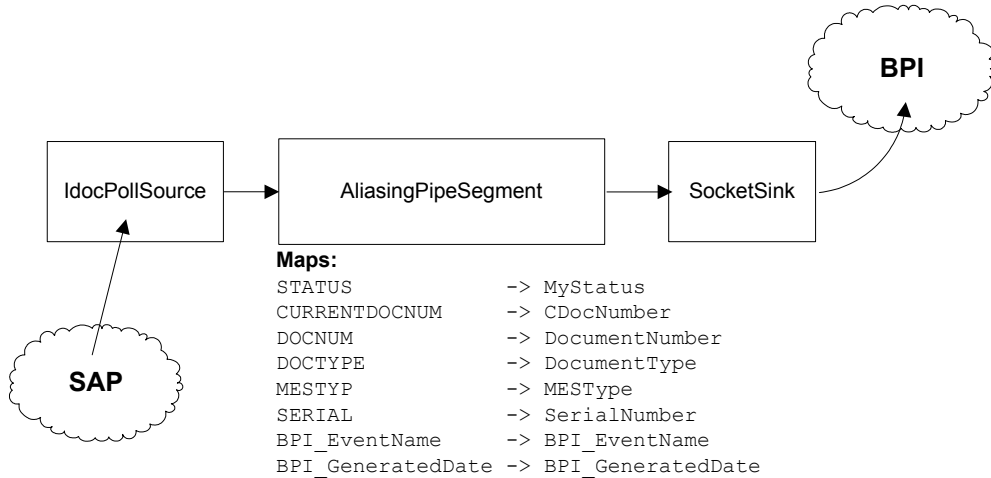 BPI
IdocPollSource
AliasingPipeSegment
SocketSink
Maps:
STATUS -> MyStatus
CURRENTDOCNUM -> CDocNumber
DOCNUM -> DocumentNumber
DOCTYPE -> DocumentType
MESTYP -> MESType
SERIAL -> SerialNumber
BPI_EventName -> BPI_EventName
BPI_GeneratedDate -> BPI_GeneratedDate
SAP